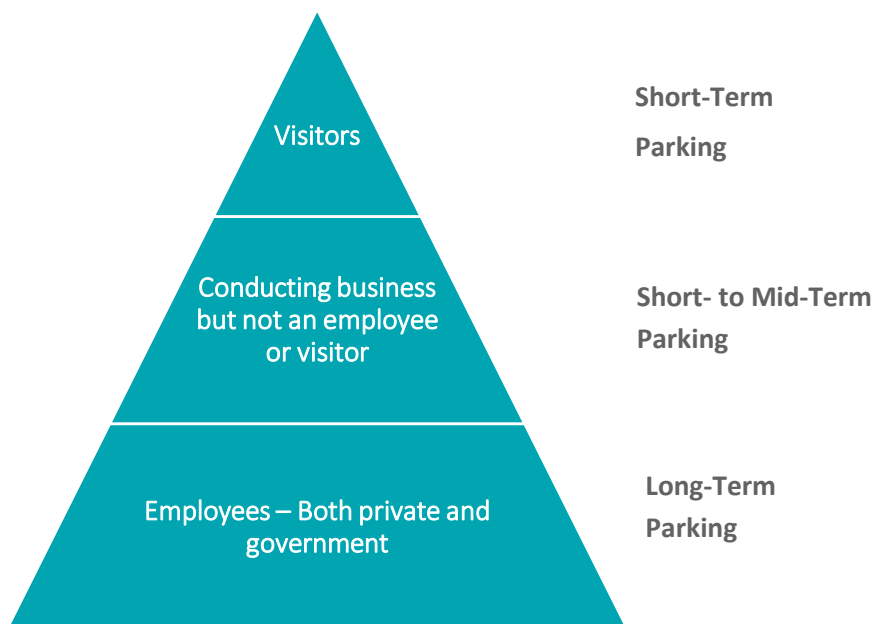 Visitors
Short-Term
Parking
Conducting business
but not an employee
or visitor
Short- to Mid-Term
Parking
Employees – Both private and
government
Long-Term
Parking